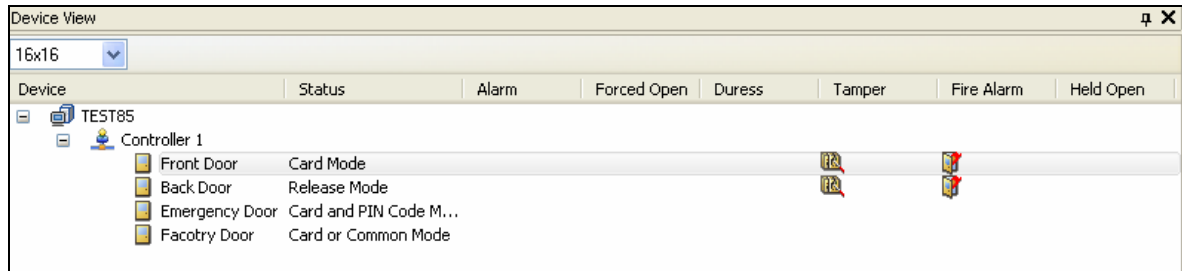 Device View
16x16
Device Status Alarm Forced Open Duress Tamper Fire Alarm Held Open
TEST85
Controller 1
Front Door Card Mode
Back Door Release Mode
Emergency Door Card and PIN Code M...
Facotry Door Card or Common Mode